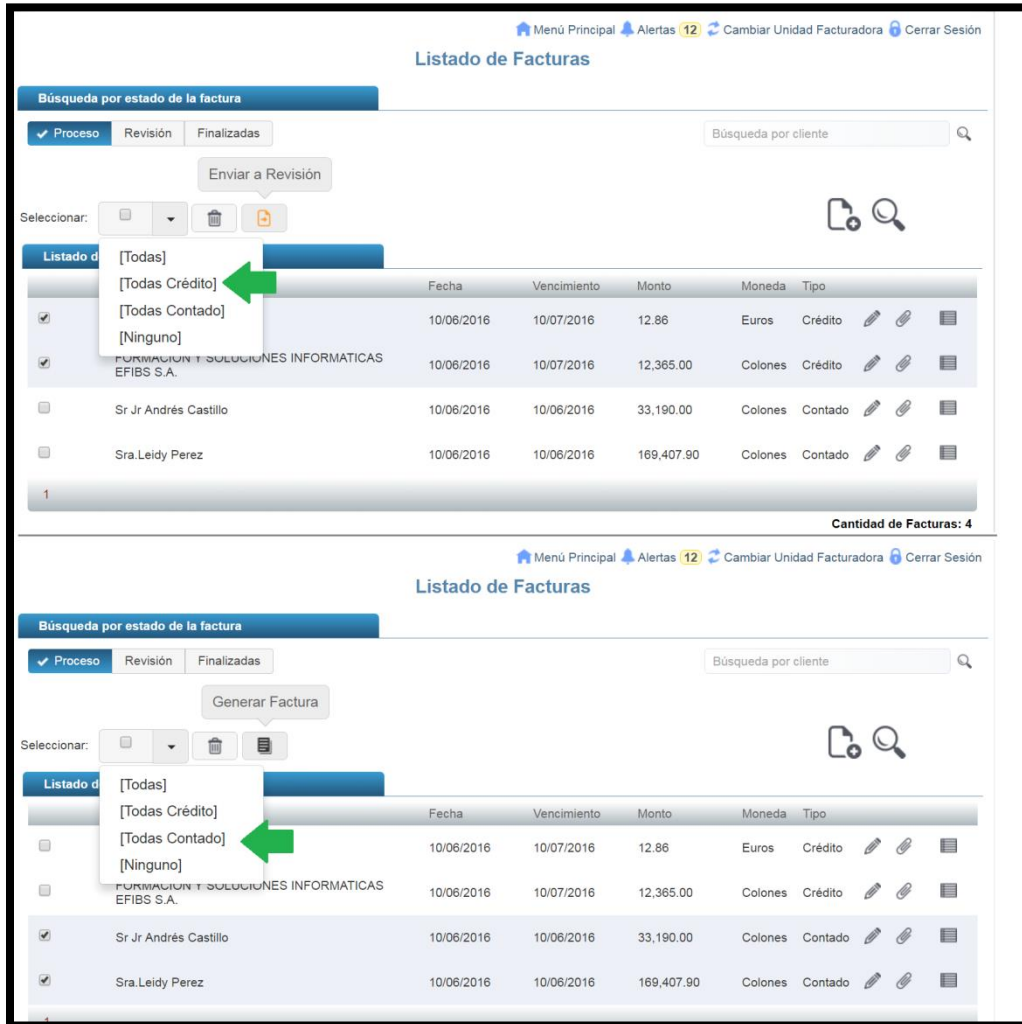 Menú Principal Alertas 12 Cambiar Unidad Facturadora Cerrar Sesión
Listado de Facturas
Búsqueda por estado de la factura
Proceso Revisión Finalizadas Búsqueda por cliente
Enviar a Revisión
Seleccionar:
Listado d
[Todas]
[Todas Crédito]
[Todas Contado]
[Ninguno]
Fecha Vencimiento Monto Moneda Tipo
10/06/2016 10/07/2016 12.86 Euros Crédito
FORMACION Y SOLUCIONES INFORMATICAS
EFIBS S.A. 10/06/2016 10/07/2016 12,365.00 Colones Crédito
Sr Jr Andrés Castillo 10/06/2016 10/06/2016 33,190.00 Colones Contado
Sra.Leidy Perez 10/06/2016 10/06/2016 169,407.90 Colones Contado
1
Cantidad de Facturas: 4
Menú Principal Alertas 12 Cambiar Unidad Facturadora Cerrar Sesión
Listado de Facturas
Búsqueda por estado de la factura
Proceso Revisión Finalizadas Búsqueda por cliente
Generar Factura
Seleccionar:
Listado d
[Todas]
[Todas Crédito]
[Todas Contado]
[Ninguno]
Fecha Vencimiento Monto Moneda Tipo
10/06/2016 10/07/2016 12.86 Euros Crédito
FORMACION Y SOLUCIONES INFORMATICAS
EFIBS S.A. 10/06/2016 10/07/2016 12,365.00 Colones Crédito
Sr Jr Andrés Castillo 10/06/2016 10/06/2016 33,190.00 Colones Contado
Sra.Leidy Perez 10/06/2016 10/06/2016 169,407.90 Colones Contado
1